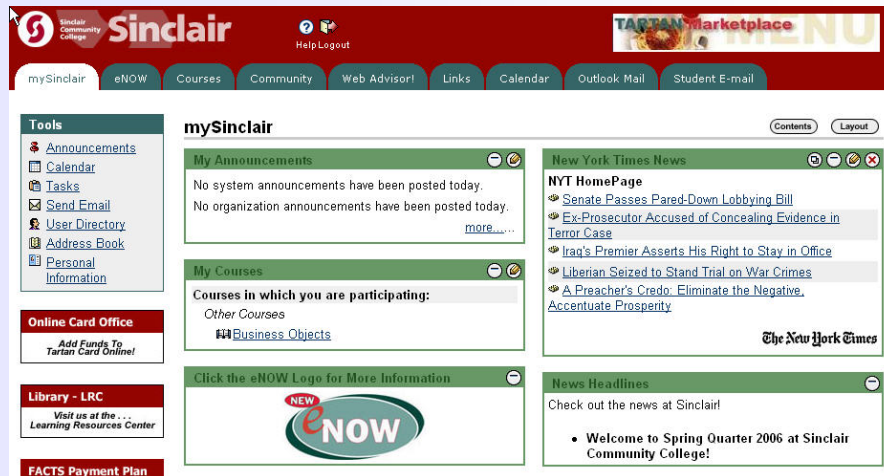 Sinclair
Community
College
Sinclair
Help Logout
TARTAN Marketplace
MENU
mySinclair
eNOW
Courses
Community
Web Advisor!
Links
Calendar
Outlook Mail
Student E-mail
Tools
Announcements
Calendar
Tasks
Send Email
User Directory
Address Book
Personal
Information
Online Card Office
Add Funds To
Tartan Card Online!
Library - LRC
Visit us at the . . .
Learning Resources Center
FACTS Payment Plan
mySinclair
Contents
Layout
My Announcements
No system announcements have been posted today.
No organization announcements have been posted today.
more......
My Courses
Courses in which you are participating:
Other Courses
Business Objects
Click the eNOW Logo for More Information
NEW
eNOW
New York Times News
NYT HomePage
Senate Passes Pared-Down Lobbying Bill
Ex-Prosecutor Accused of Concealing Evidence in
Terror Case
Iraq's Premier Asserts His Right to Stay in Office
Liberian Seized to Stand Trial on War Crimes
A Preacher's Credo: Eliminate the Negative,
Accentuate Prosperity
The New York Times
News Headlines
Check out the news at Sinclair!
• Welcome to Spring Quarter 2006 at Sinclair
Community College!